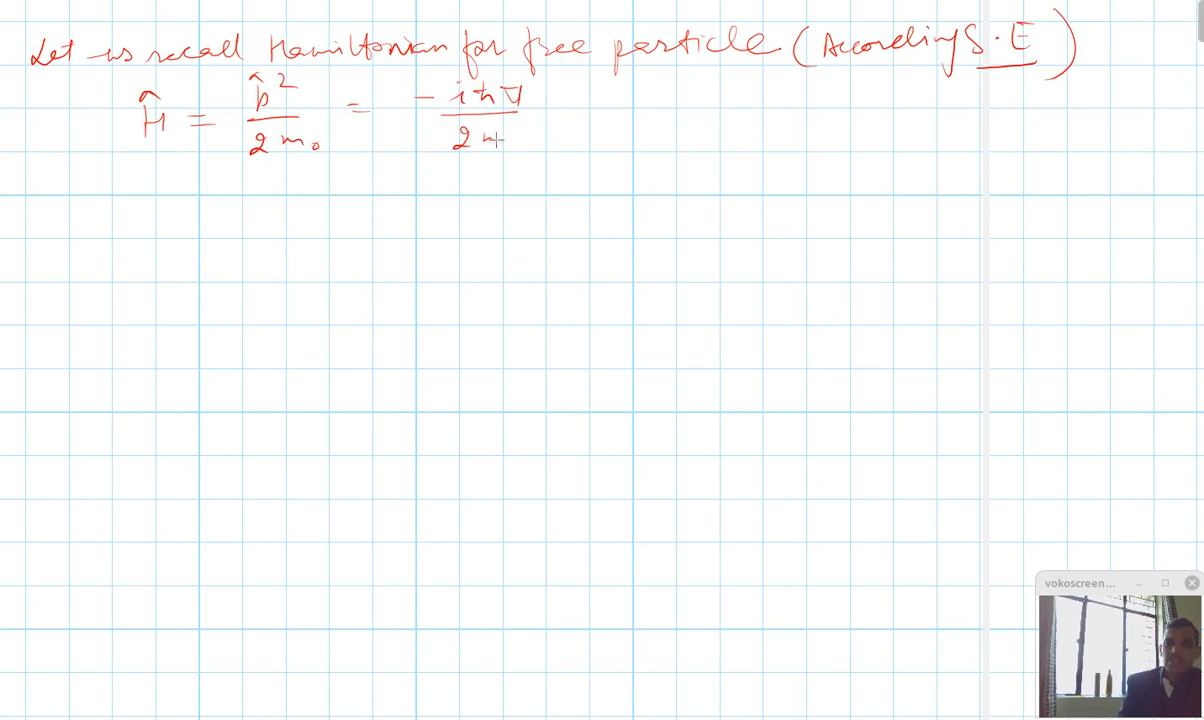 Let us recall Hamiltonian for free particle (According S.E)
Ĥ = p̂²/2m₀ = -iħ∇/2m
vokoscreen...